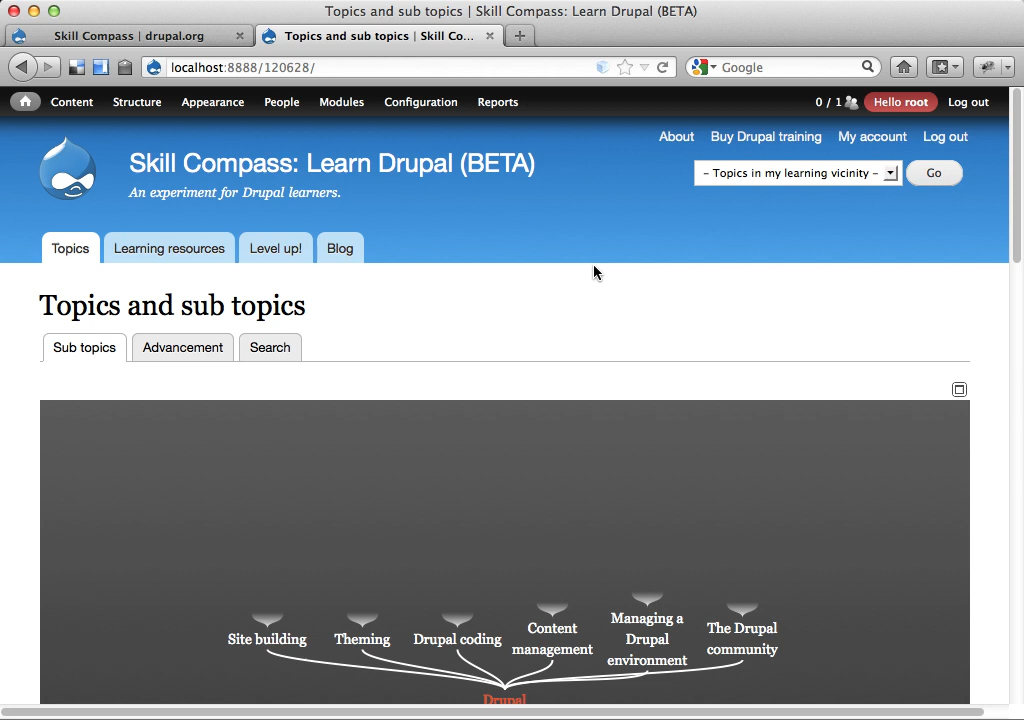 Topics and sub topics | Skill Compass: Learn Drupal (BETA)
Skill Compass | drupal.org
Topics and sub topics | Skill Co...
localhost:8888/120628/
Google
Content Structure Appearance People Modules Configuration Reports
0 / 1
Hello root
Log out
About Buy Drupal training My account Log out
Skill Compass: Learn Drupal (BETA)
An experiment for Drupal learners.
- Topics in my learning vicinity -
Go
Topics Learning resources Level up! Blog
Topics and sub topics
Sub topics Advancement Search
Site building
Theming
Drupal coding
Content
management
Managing a
Drupal
environment
The Drupal
community
Drupal